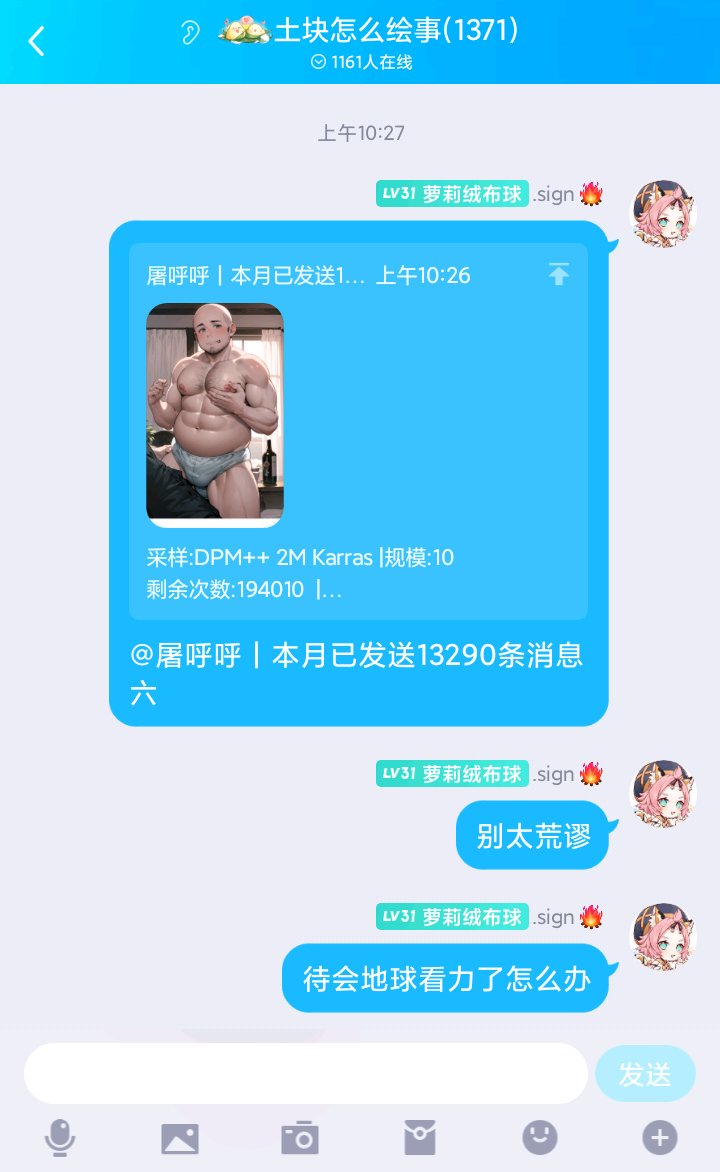 土块怎么绘事(1371)
1161人在线
上午10:27
LV31 萝莉绒布球 .sign
屠呼呼｜本月已发送1... 上午10:26
采样:DPM++ 2M Karras |规模:10
剩余次数:194010 |...
@屠呼呼｜本月已发送13290条消息
六
LV31 萝莉绒布球 .sign
别太荒谬
LV31 萝莉绒布球 .sign
待会地球看力了怎么办
发送